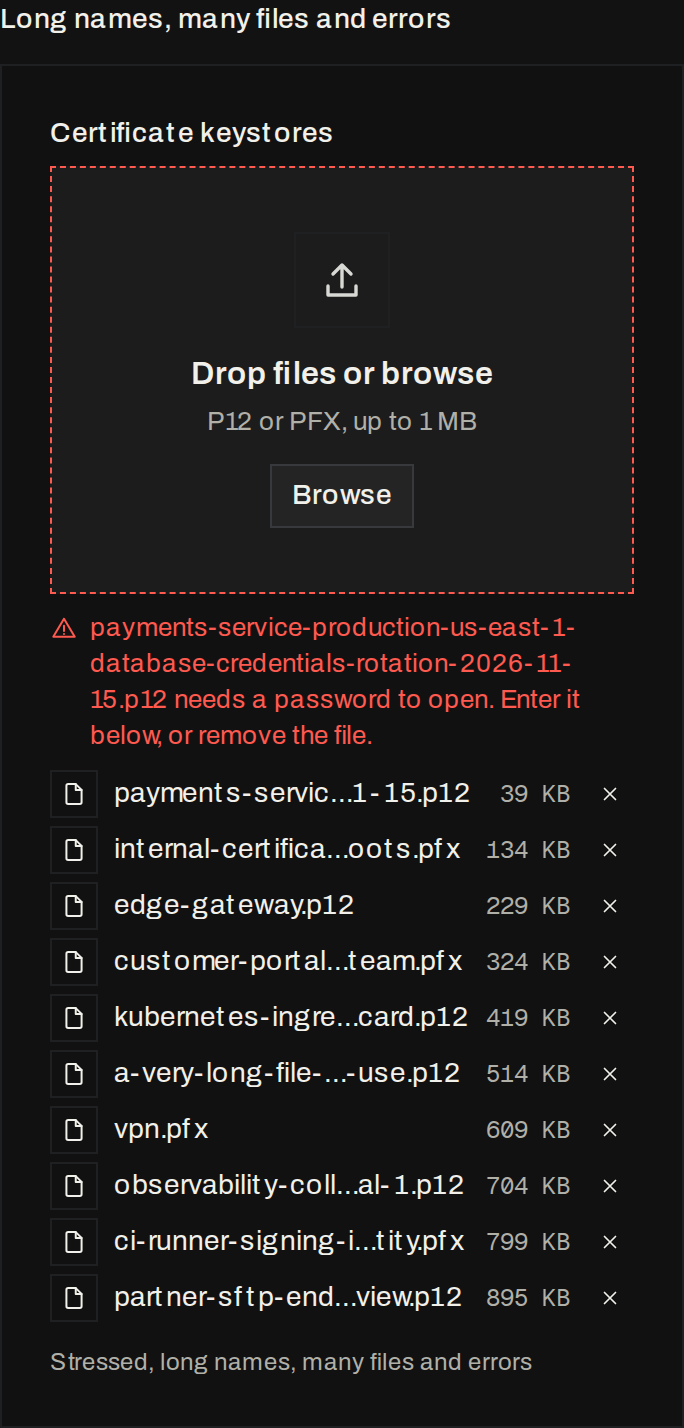 Long names, many files and errors
Certificate keystores
Drop files or browse
P12 or PFX, up to 1 MB
Browse
payments-service-production-us-east-1-
database-credentials-rotation-2026-11-
15.p12 needs a password to open. Enter it
below, or remove the file.
payments-servic...1-15.p12 39 KB
internal-certifica...oots.pfx 134 KB
edge-gateway.p12 229 KB
customer-portal...team.pfx 324 KB
kubernetes-ingre...card.p12 419 KB
a-very-long-file-...-use.p12 514 KB
vpn.pfx 609 KB
observability-coll...al-1.p12 704 KB
ci-runner-signing-i...tity.pfx 799 KB
partner-sftp-end...view.p12 895 KB
Stressed, long names, many files and errors